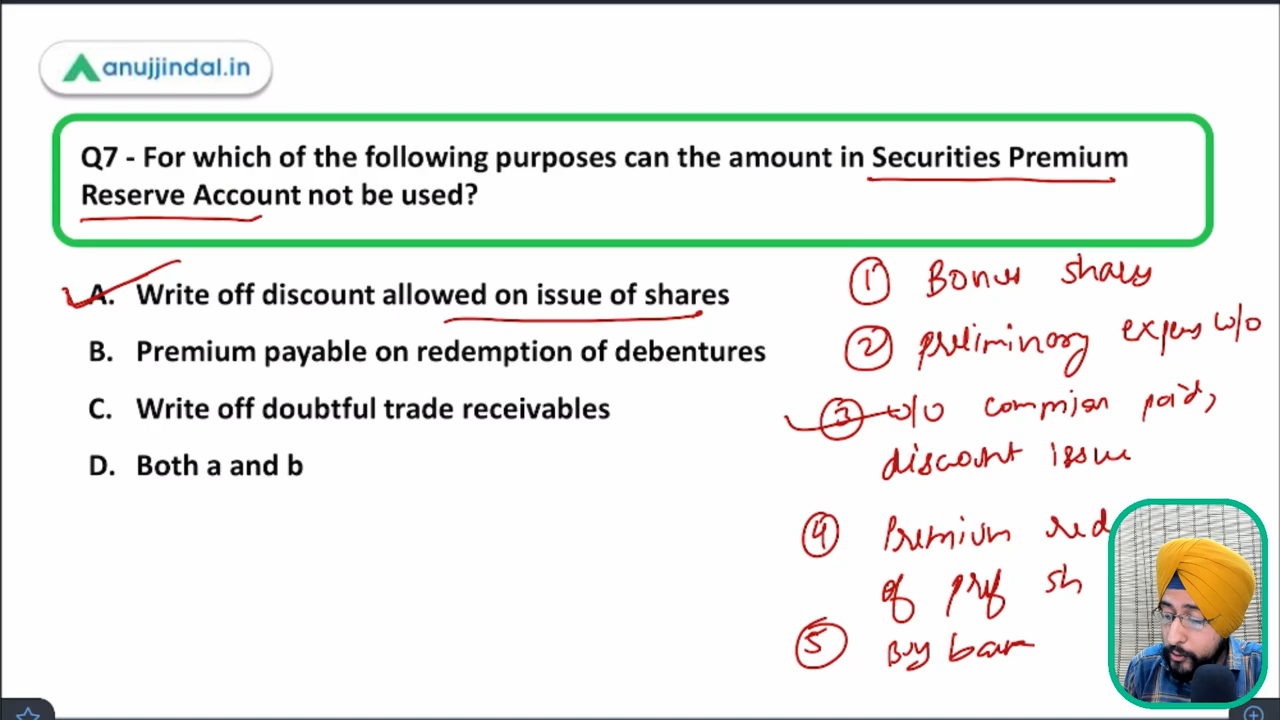 anujjindal.in
Q7 - For which of the following purposes can the amount in Securities Premium
Reserve Account not be used?
A. Write off discount allowed on issue of shares
B. Premium payable on redemption of debentures
C. Write off doubtful trade receivables
D. Both a and b
① Bonus shares
② preliminary expens w/o
③ w/o commission paid,
discount issue
④ Premium red
of pref sh
⑤ Buy